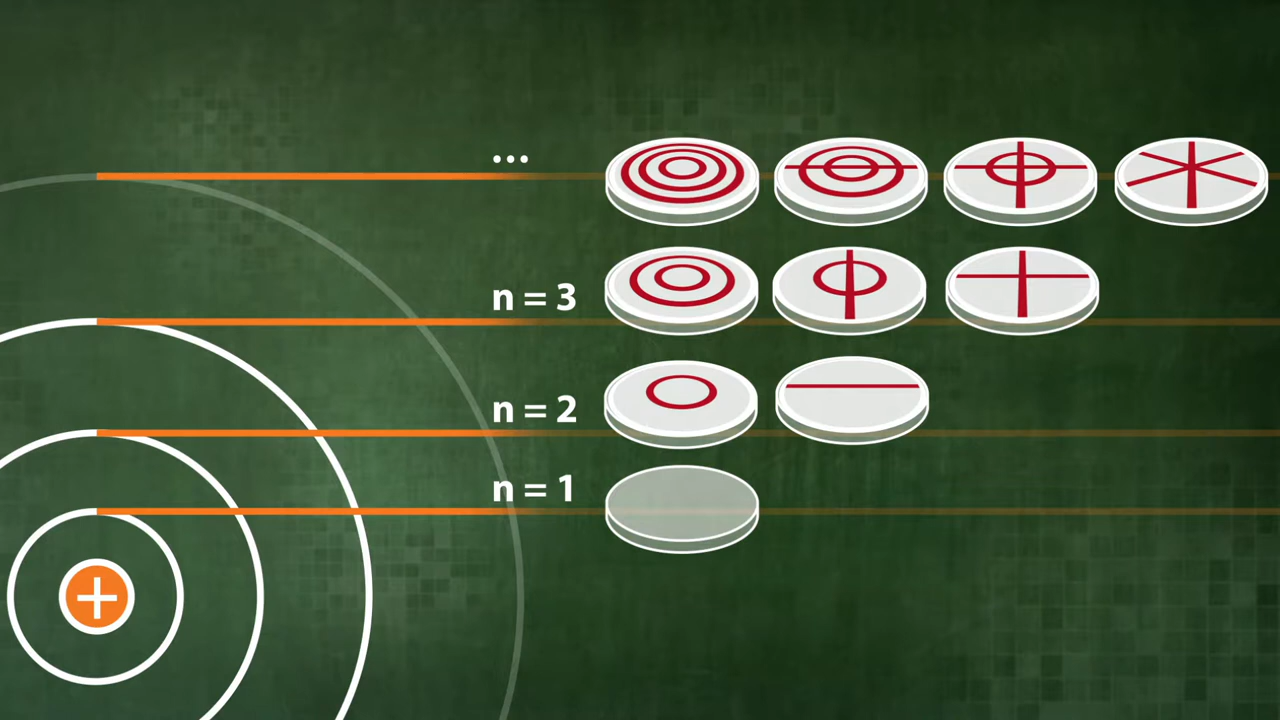 ...
n = 3
n = 2
n = 1
+